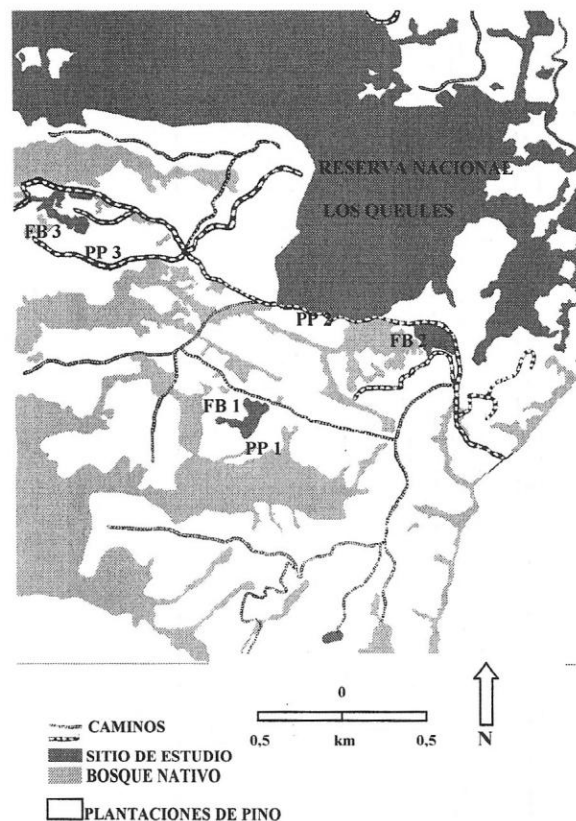 RESERVA NACIONAL
LOS QUEULES
FB 3
PP 3
PP 2
FB 2
FB 1
PP 1
0
0,5 km 0,5
N
CAMINOS
SITIO DE ESTUDIO
BOSQUE NATIVO
PLANTACIONES DE PINO